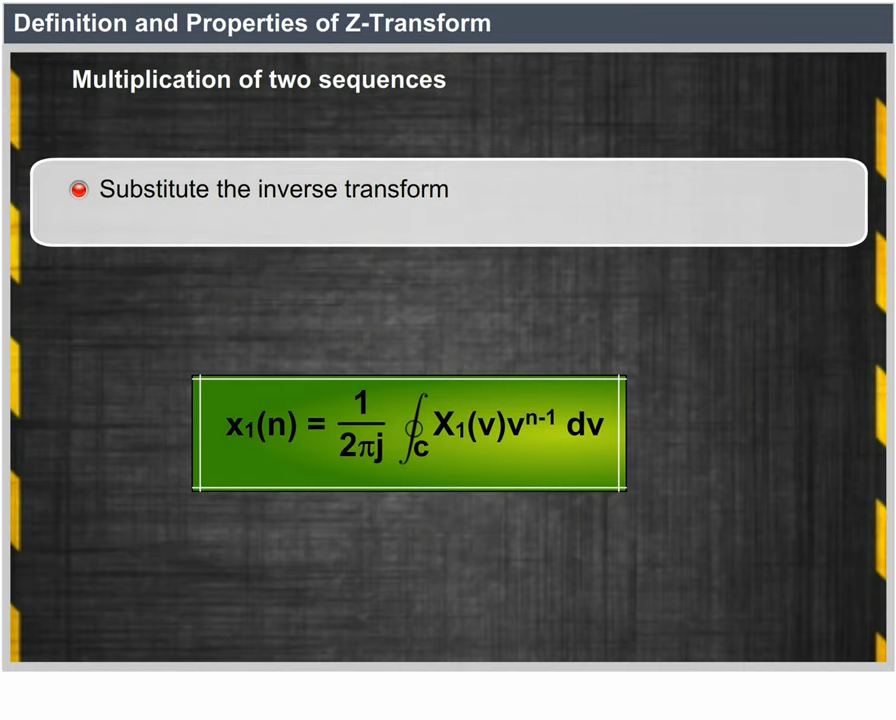 Definition and Properties of Z-Transform
Multiplication of two sequences
Substitute the inverse transform
x₁(n) = 1/2πj ∮_C X₁(v)vⁿ⁻¹ dv